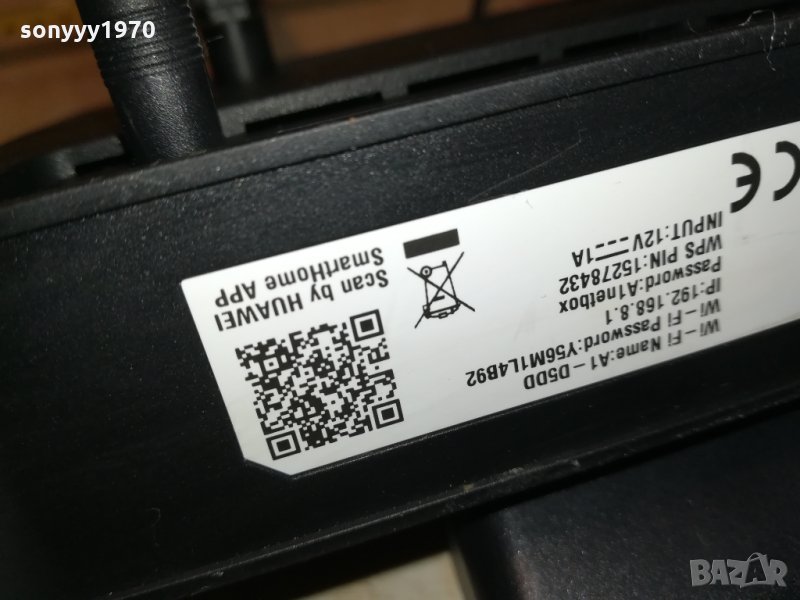 sonyyy1970
Wi-Fi Name:A1-D5DD
Wi-Fi Password:Y56M1L4B92
IP:192.168.8.1
Password:A1netbox
WPS PIN:15278432
INPUT:12V⎓1A
Scan by HUAWEI
SmartHome APP
CE
BAZAR